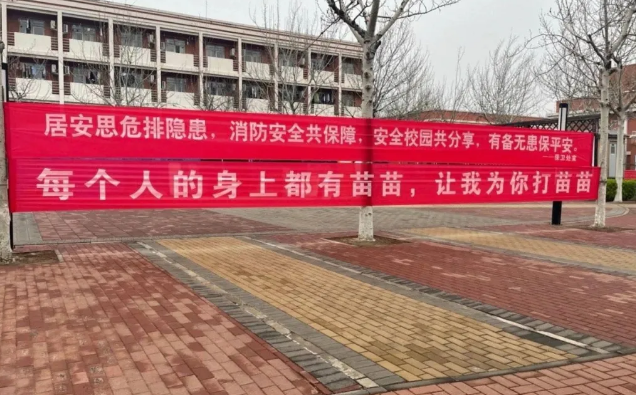 居安思危排隐患，消防安全共保障，安全校园共分享，有备无患保平安。
每个人的身上都有苗苗，让我为你打苗苗